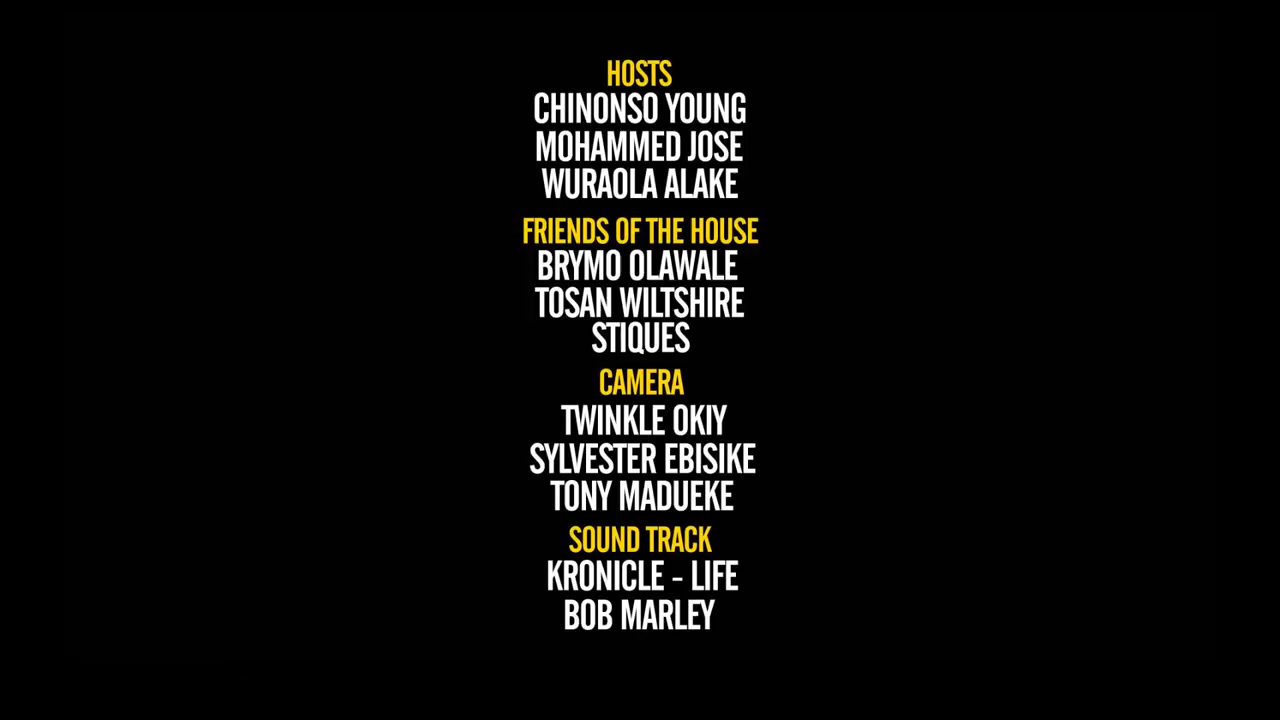 HOSTS
CHINONSO YOUNG
MOHAMMED JOSE
WURAOLA ALAKE
FRIENDS OF THE HOUSE
BRYMO OLAWALE
TOSAN WILTSHIRE
STIQUES
CAMERA
TWINKLE OKIY
SYLVESTER EBISIKE
TONY MADUEKE
SOUND TRACK
KRONICLE - LIFE
BOB MARLEY